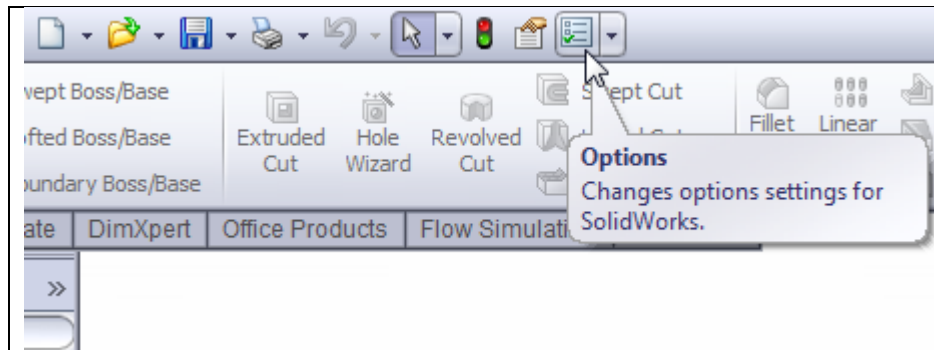 wept Boss/Base
Swept Cut
ofted Boss/Base
Extruded Cut
Hole Wizard
Revolved Cut
Fillet
Linear
oundary Boss/Base
Options
Changes options settings for
SolidWorks.
ate
DimXpert
Office Products
Flow Simulati